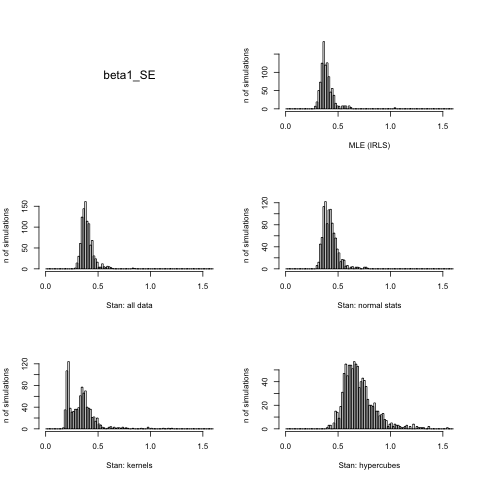 beta1_SE
n of simulations
0 50 100
0.0 0.5 1.0 1.5
MLE (IRLS)
n of simulations
0 50 100 150
0.0 0.5 1.0 1.5
Stan: all data
n of simulations
0 40 80 120
0.0 0.5 1.0 1.5
Stan: normal stats
n of simulations
0 40 80 120
0.0 0.5 1.0 1.5
Stan: kernels
n of simulations
0 20 40
0.0 0.5 1.0 1.5
Stan: hypercubes